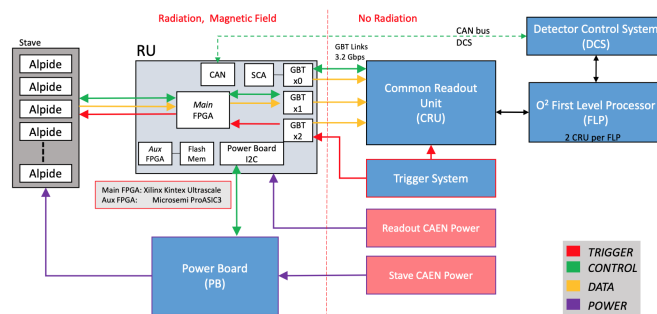 Radiation, Magnetic Field
No Radiation
Stave
Alpide
Alpide
Alpide
Alpide
Alpide
RU
CAN
SCA
GBT
x0
GBT
x1
GBT
x2
Main
FPGA
Aux
FPGA
Flash
Mem
Power Board
I2C
Main FPGA: Xilinx Kintex Ultrascale
Aux FPGA: Microsemi ProASIC3
GBT Links
3.2 Gbps
CAN bus
DCS
Common Readout
Unit
(CRU)
Detector Control System
(DCS)
O² First Level Processor
(FLP)
2 CRU per FLP
Trigger System
Readout CAEN Power
Stave CAEN Power
Power Board
(PB)
TRIGGER
CONTROL
DATA
POWER